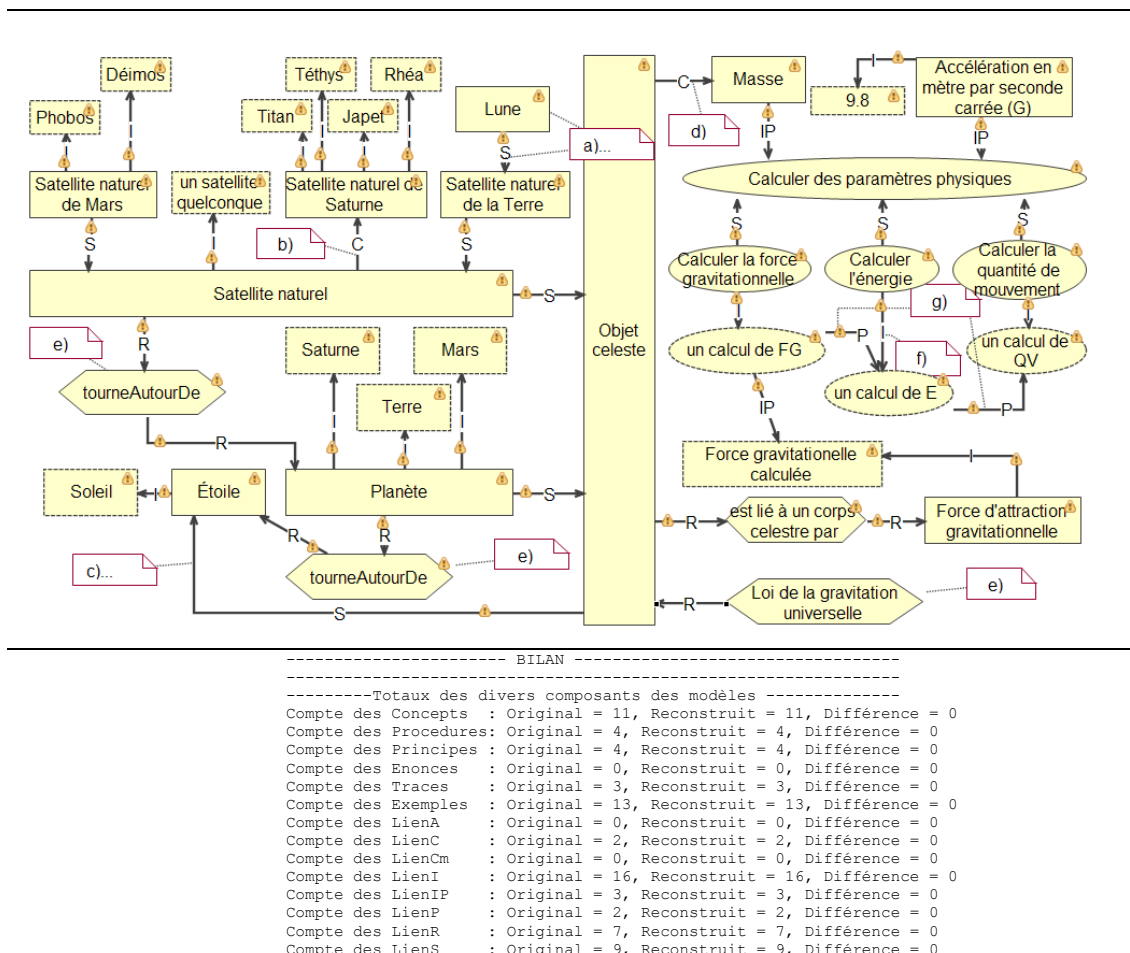 Déimos
Téthys
Rhéa
Phobos
Titan
Japet
Lune
Accélération en
mètre par seconde
carrée (G)
9.8
I
C
Masse
d)
a)...
I
I
I
I
I
I
S
IP
IP
Satellite naturel
de Mars
un satellite
quelconque
Satellite naturel de
Saturne
Satellite naturel
de la Terre
Calculer des paramètres physiques
S
I
b)
C
S
S
S
S
Calculer la force
gravitationnelle
Calculer
l'énergie
Calculer la
quantité de
mouvement
Satellite naturel
S
Objet
celeste
I
I
I
g)
e)
R
Saturne
Mars
un calcul de FG
P
f)
un calcul de
QV
tourneAutourDe
Terre
un calcul de E
P
IP
R
I
I
I
Force gravitationelle
calculée
I
Soleil
I
Étoile
Planète
S
est lié à un corps
celestre par
R
R
Force d'attraction
gravitationnelle
R
R
c)...
tourneAutourDe
e)
S
R
Loi de la gravitation
universelle
e)
----------------------- BILAN ----------------------------------
----------------------------------------------------------------
---------Totaux des divers composants des modèles --------------
Compte des Concepts  : Original = 11, Reconstruit = 11, Différence = 0
Compte des Procedures: Original = 4, Reconstruit = 4, Différence = 0
Compte des Principes : Original = 4, Reconstruit = 4, Différence = 0
Compte des Enonces   : Original = 0, Reconstruit = 0, Différence = 0
Compte des Traces    : Original = 3, Reconstruit = 3, Différence = 0
Compte des Exemples  : Original = 13, Reconstruit = 13, Différence = 0
Compte des LienA     : Original = 0, Reconstruit = 0, Différence = 0
Compte des LienC     : Original = 2, Reconstruit = 2, Différence = 0
Compte des LienCm    : Original = 0, Reconstruit = 0, Différence = 0
Compte des LienI     : Original = 16, Reconstruit = 16, Différence = 0
Compte des LienIP    : Original = 3, Reconstruit = 3, Différence = 0
Compte des LienP     : Original = 2, Reconstruit = 2, Différence = 0
Compte des LienR     : Original = 7, Reconstruit = 7, Différence = 0
Compte des LienS     : Original = 9, Reconstruit = 9, Différence = 0